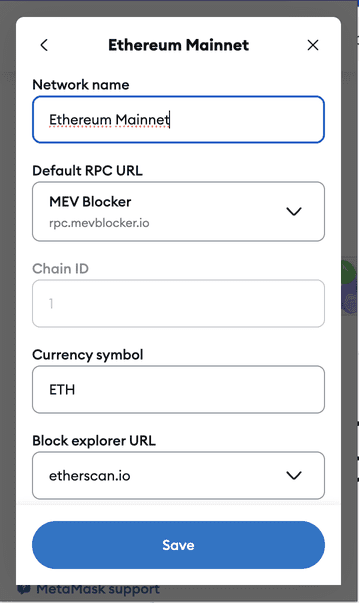 Ethereum Mainnet
Network name
Ethereum Mainnet
Default RPC URL
MEV Blocker
rpc.mevblocker.io
Chain ID
1
Currency symbol
ETH
Block explorer URL
etherscan.io
Save
MetaMask support